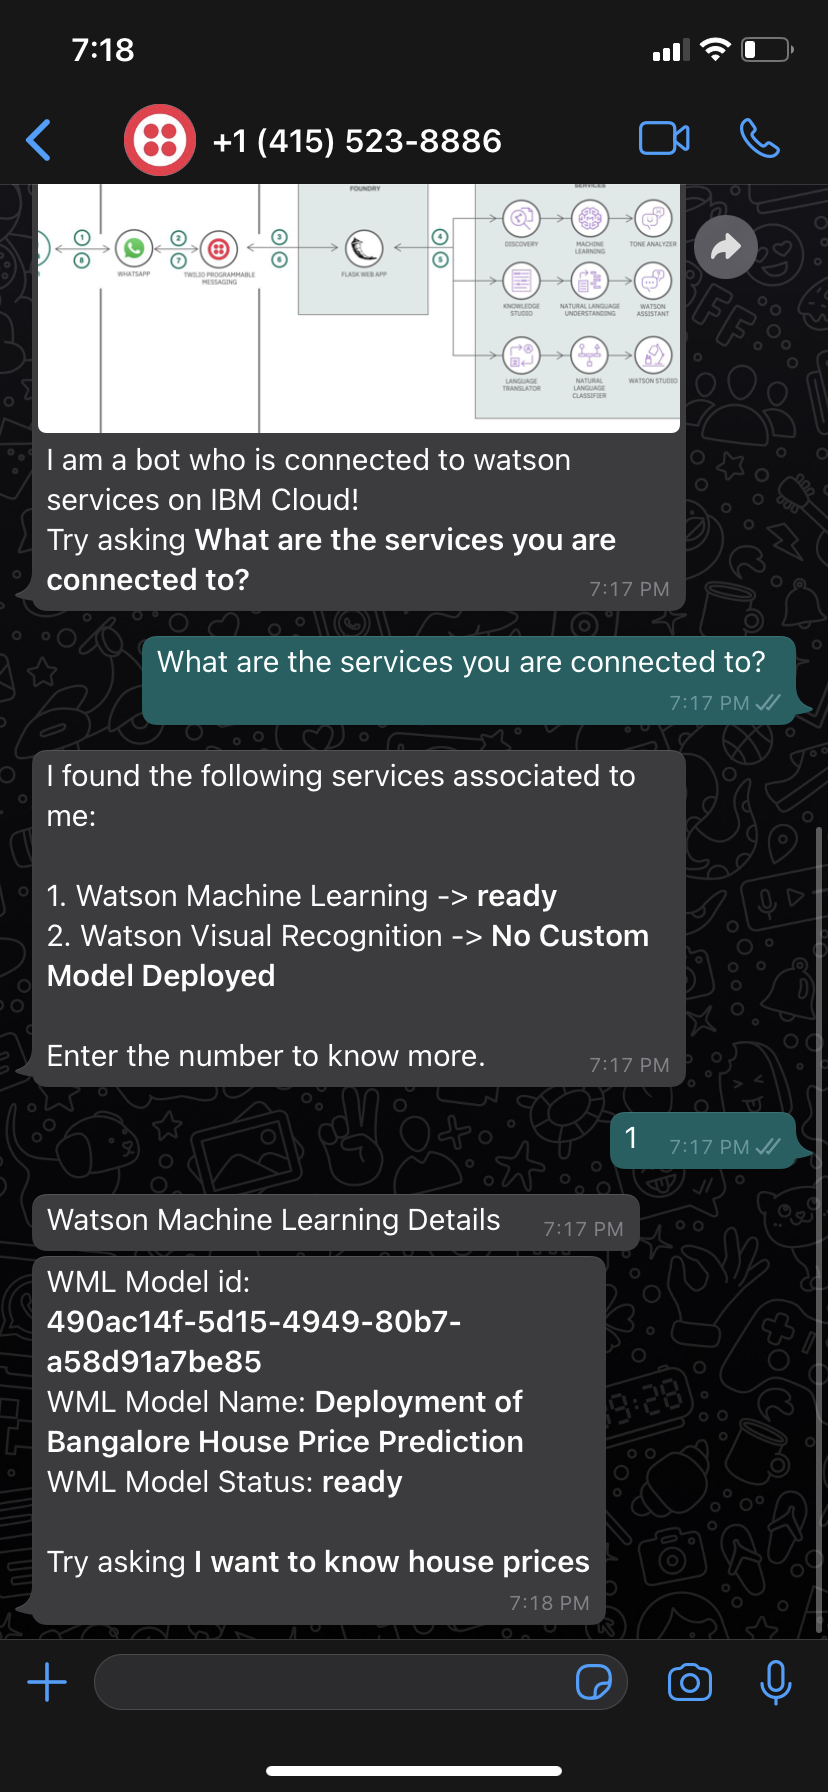 7:18
+1 (415) 523-8886
FOUNDRY
SERVICES
1
2
3
4
8
7
6
5
WHATSAPP
TWILIO PROGRAMMABLE
MESSAGING
FLASK WEB APP
DISCOVERY
MACHINE
LEARNING
TONE ANALYZER
KNOWLEDGE
STUDIO
NATURAL LANGUAGE
UNDERSTANDING
WATSON
ASSISTANT
LANGUAGE
TRANSLATOR
NATURAL
LANGUAGE
CLASSIFIER
WATSON STUDIO
I am a bot who is connected to watson
services on IBM Cloud!
Try asking What are the services you are
connected to?
7:17 PM
What are the services you are connected to?
7:17 PM
I found the following services associated to
me:
1. Watson Machine Learning -> ready
2. Watson Visual Recognition -> No Custom
Model Deployed
Enter the number to know more.
7:17 PM
1
7:17 PM
Watson Machine Learning Details
7:17 PM
WML Model id:
490ac14f-5d15-4949-80b7-
a58d91a7be85
WML Model Name: Deployment of
Bangalore House Price Prediction
WML Model Status: ready
Try asking I want to know house prices
7:18 PM